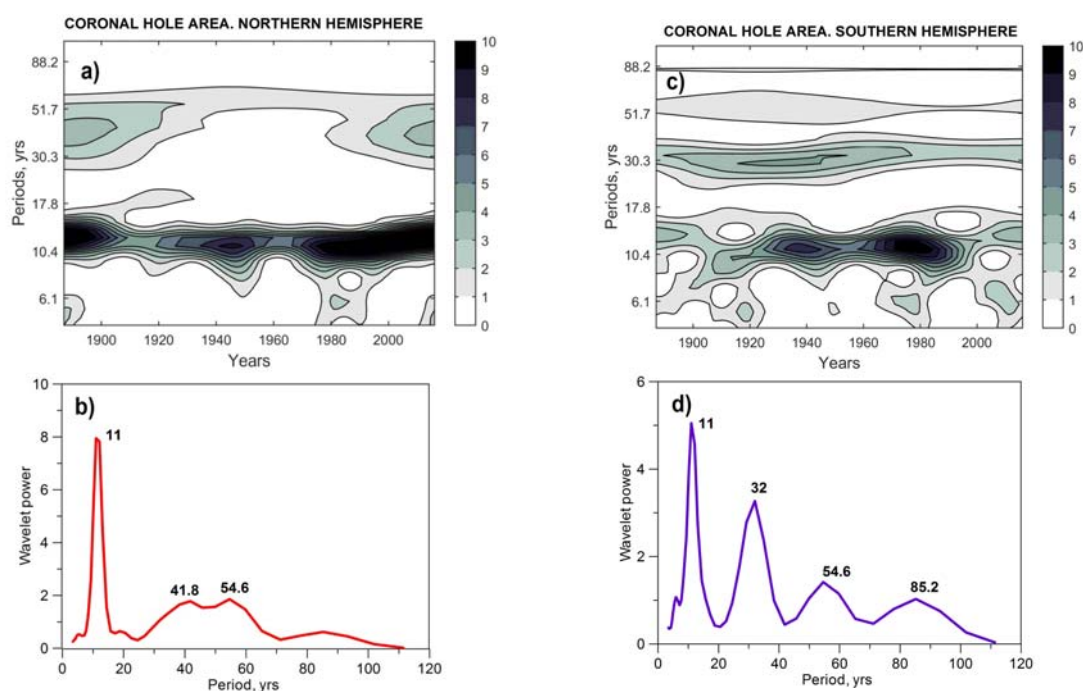 CORONAL HOLE AREA. NORTHERN HEMISPHERE
a)
Periods, yrs
88.2
51.7
30.3
17.8
10.4
6.1
1900 1920 1940 1960 1980 2000
Years
10
9
8
7
6
5
4
3
2
1
0
CORONAL HOLE AREA. SOUTHERN HEMISPHERE
c)
Periods, yrs
88.2
51.7
30.3
17.8
10.4
6.1
1900 1920 1940 1960 1980 2000
Years
10
9
8
7
6
5
4
3
2
1
0
b)
Wavelet power
10
8
6
4
2
0
11
41.8
54.6
0 20 40 60 80 100 120
Period, yrs
d)
Wavelet power
6
4
2
0
11
32
54.6
85.2
0 20 40 60 80 100 120
Period, yrs